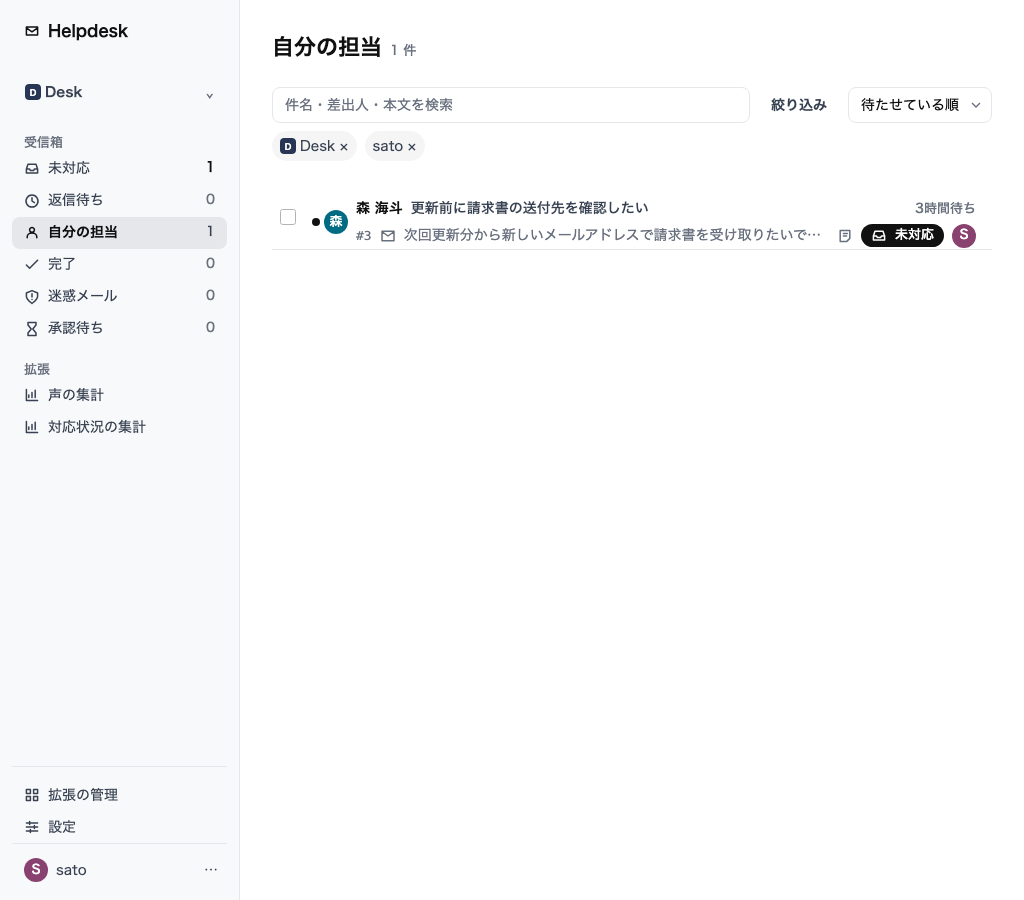 Helpdesk
D Desk
受信箱
未対応 1
返信待ち 0
自分の担当 1
完了 0
迷惑メール 0
承認待ち 0
拡張
声の集計
対応状況の集計
拡張の管理
設定
S sato ...
自分の担当 1 件
件名・差出人・本文を検索 絞り込み 待たせている順
D Desk × sato ×
森 森 海斗 更新前に請求書の送付先を確認したい 3時間待ち
#3 次回更新分から新しいメールアドレスで請求書を受け取りたいで… 未対応 S